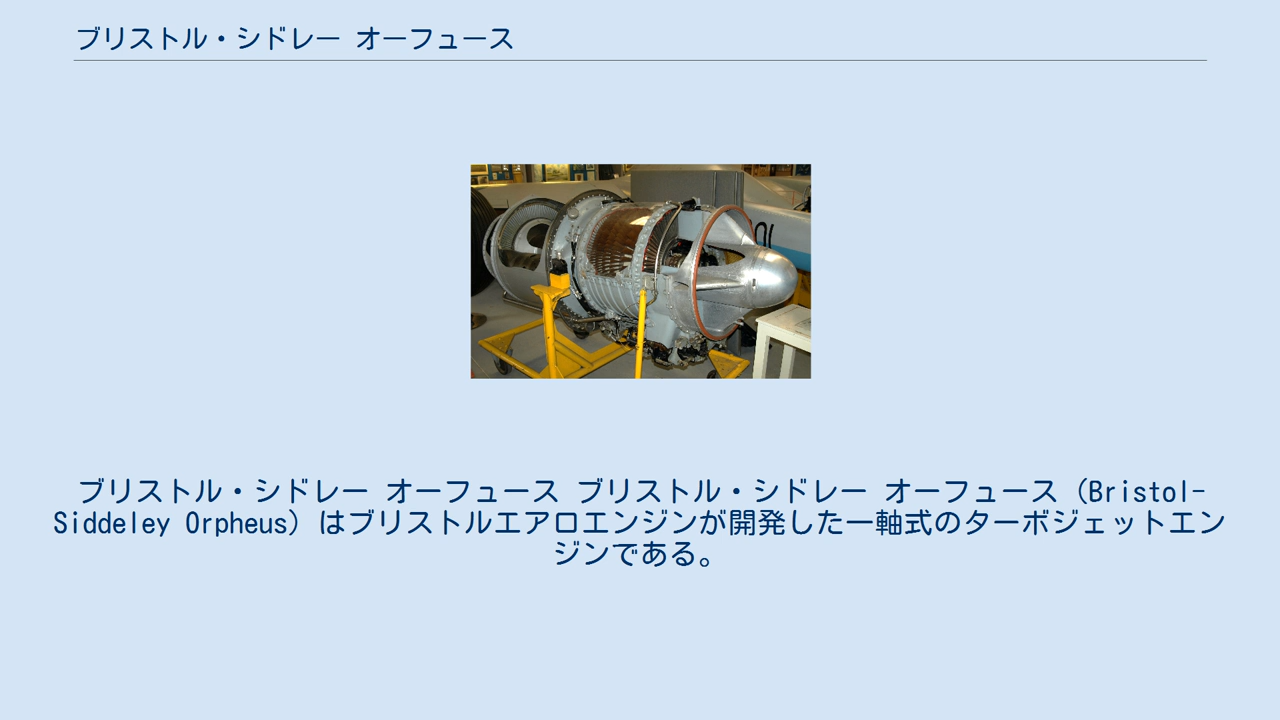 ブリストル・シドレー オーフュース
ブリストル・シドレー オーフュース ブリストル・シドレー オーフュース（Bristol-
Siddeley Orpheus）はブリストルエアロエンジンが開発した一軸式のターボジェットエン
ジンである。